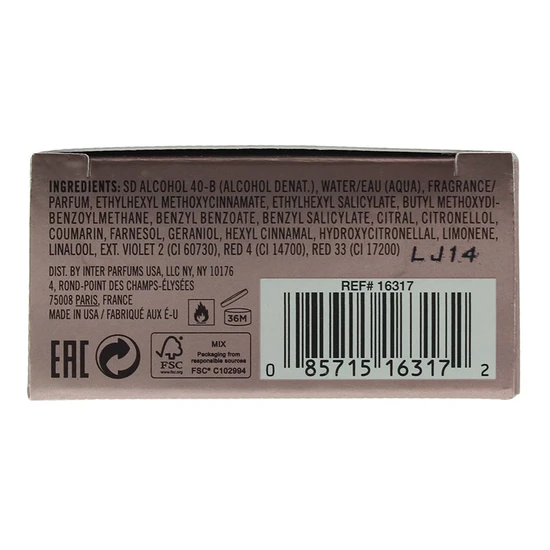 INGREDIENTS: SD ALCOHOL 40-B (ALCOHOL DENAT.), WATER/EAU (AQUA), FRAGRANCE/
PARFUM, ETHYLHEXYL METHOXYCINNAMATE, ETHYLHEXYL SALICYLATE, BUTYL METHOXYDI-
BENZOYLMETHANE, BENZYL BENZOATE, BENZYL SALICYLATE, CITRAL, CITRONELLOL,
COUMARIN, FARNESOL, GERANIOL, HEXYL CINNAMAL, HYDROXYCITRONELLAL, LIMONENE,
LINALOOL, EXT. VIOLET 2 (CI 60730), RED 4 (CI 14700), RED 33 (CI 17200)
LJ14
DIST. BY INTER PARFUMS USA, LLC NY, NY 10176
4, ROND-POINT DES CHAMPS-ÉLYSÉES
75008 PARIS, FRANCE
MADE IN USA / FABRIQUÉ AUX É-U
36M
REF# 16317
EAC
FSC
www.fsc.org
MIX
Packaging from
responsible sources
FSC® C102994
0 85715 16317 2